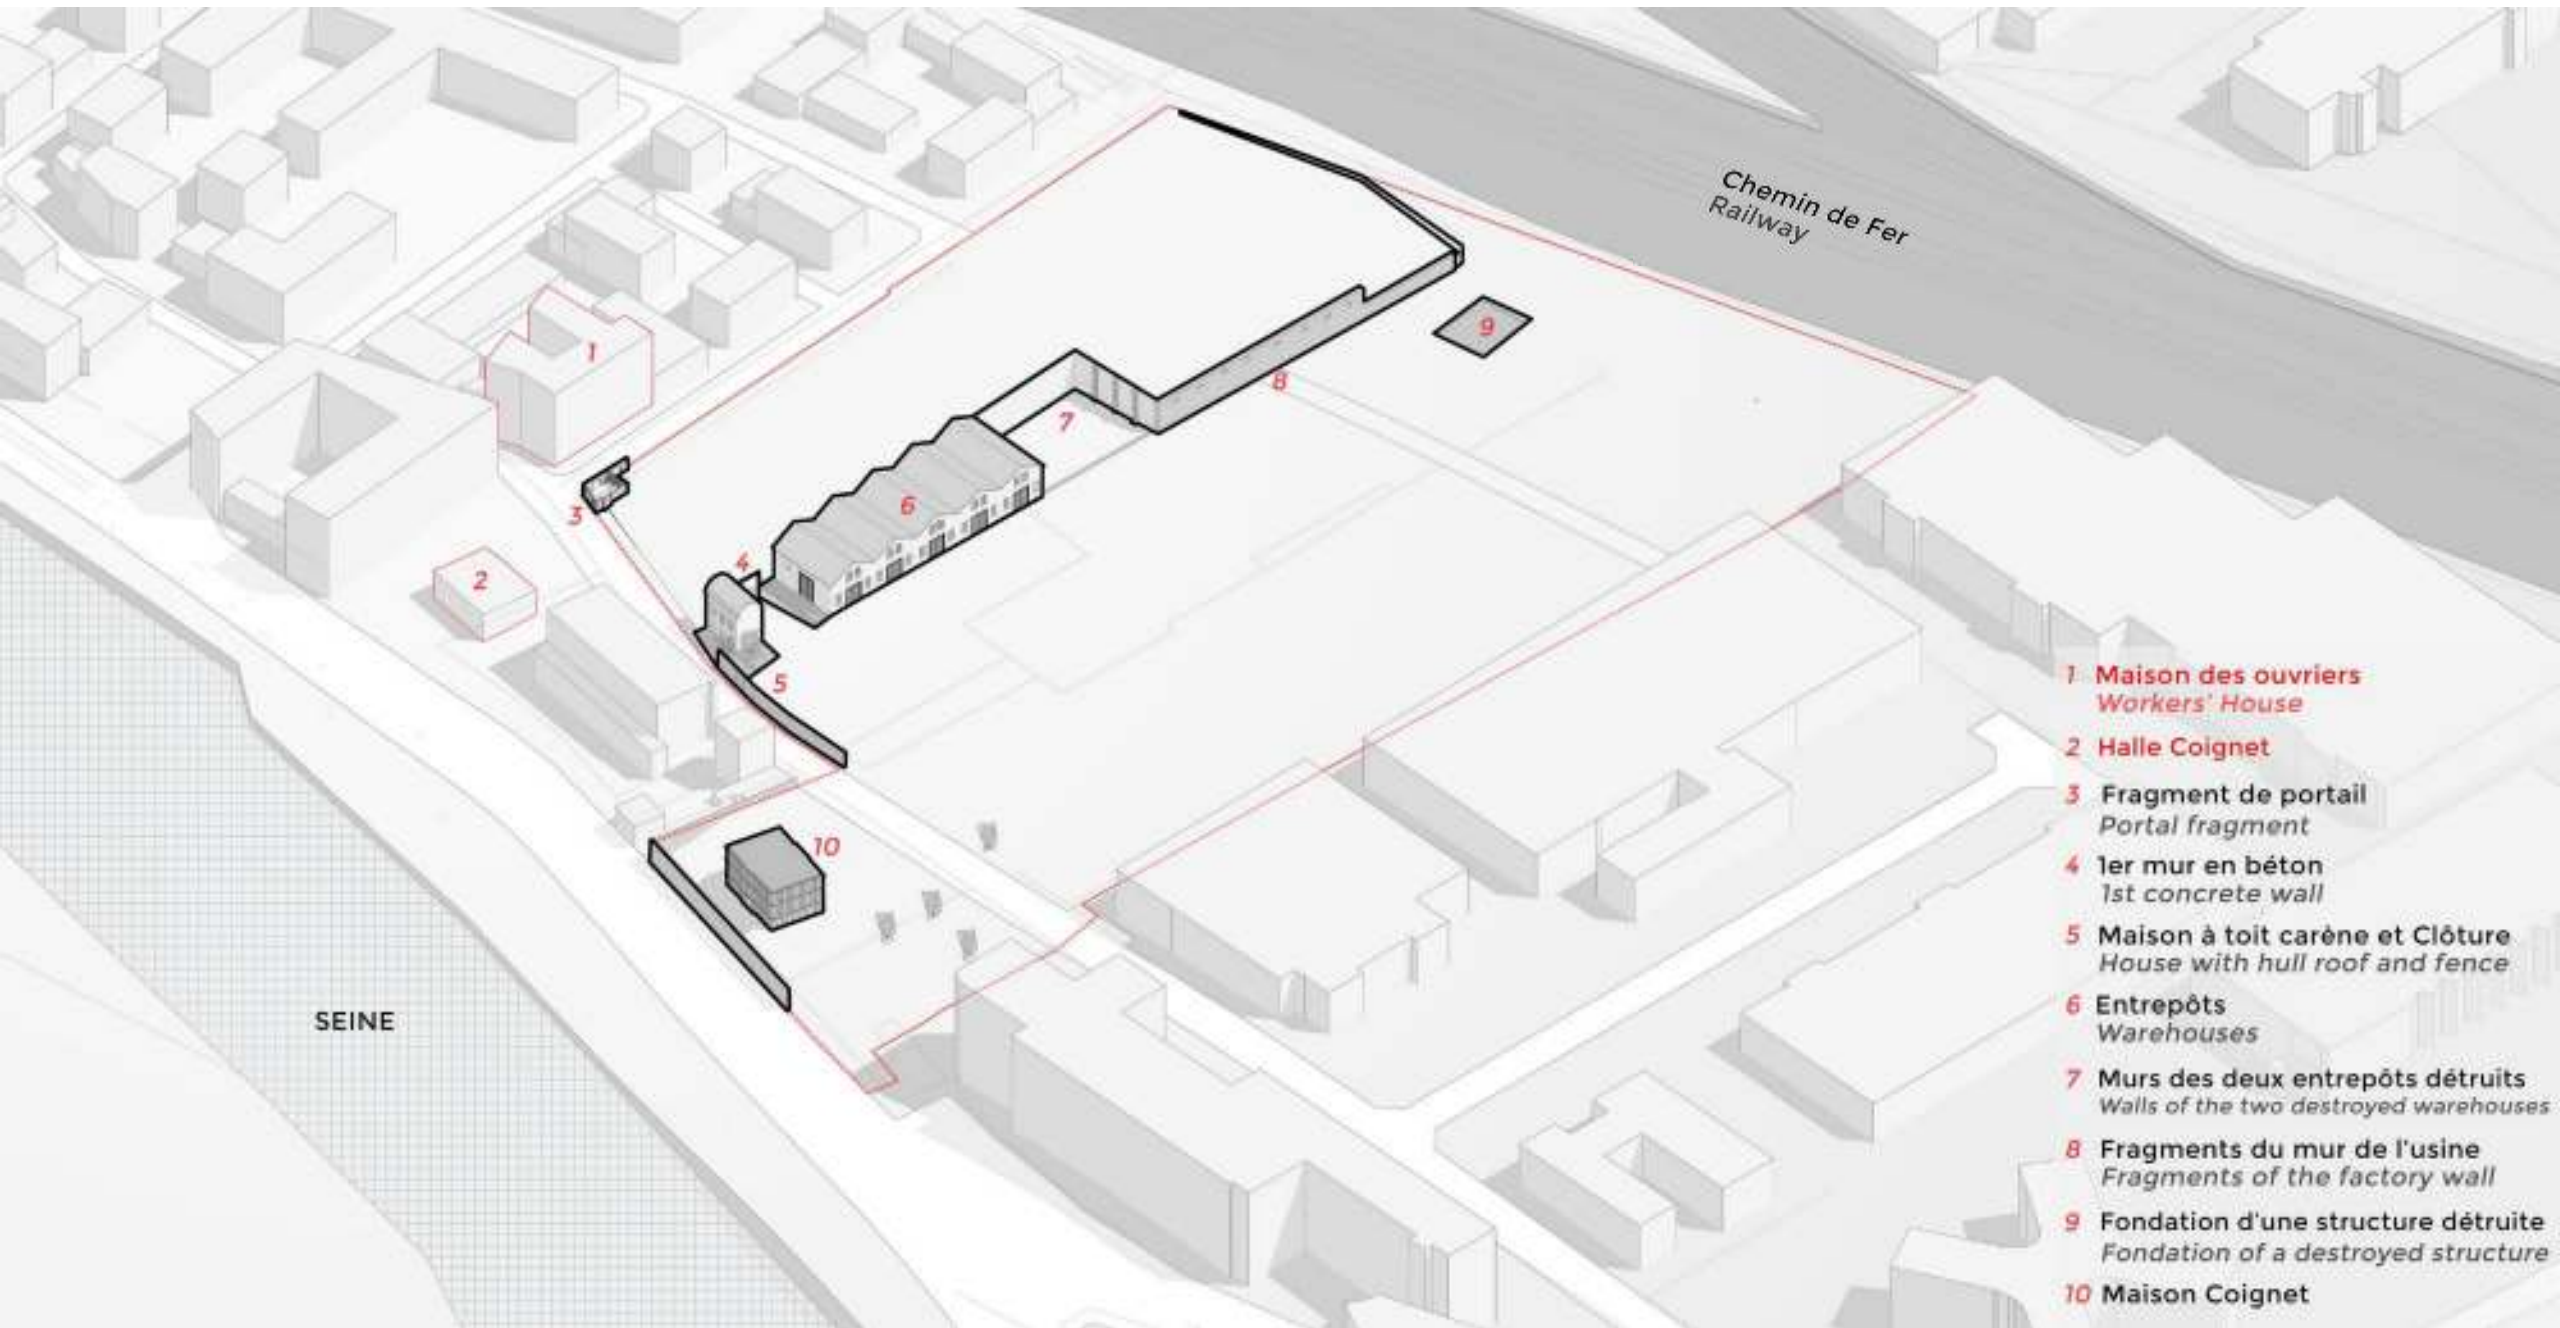 Chemin de Fer
Railway
1
9
8
7
6
3
4
2
5
10
SEINE
1 Maison des ouvriers
Workers' House
2 Halle Coignet
3 Fragment de portail
Portal fragment
4 1er mur en béton
1st concrete wall
5 Maison à toit carène et Clôture
House with hull roof and fence
6 Entrepôts
Warehouses
7 Murs des deux entrepôts détruits
Walls of the two destroyed warehouses
8 Fragments du mur de l'usine
Fragments of the factory wall
9 Fondation d'une structure détruite
Fondation of a destroyed structure
10 Maison Coignet